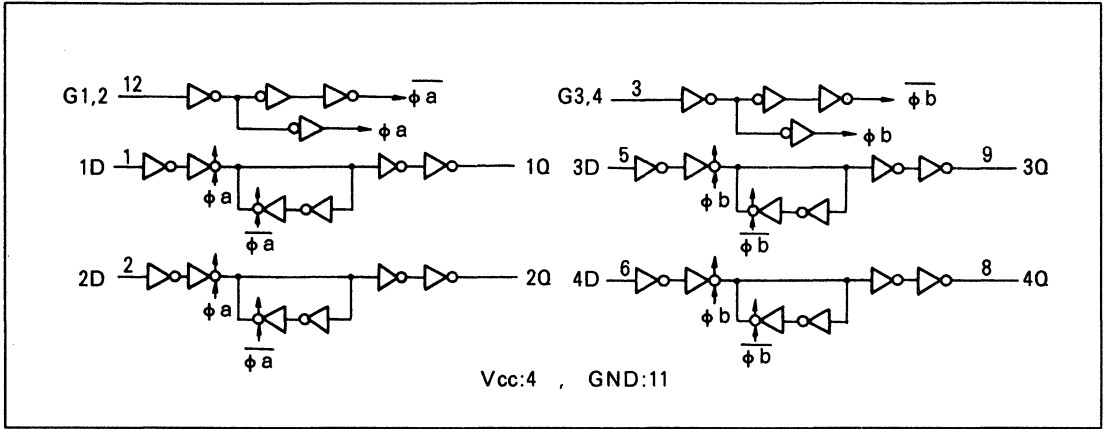 G1,2 12 φa̅
φa
1D 1 1Q
φa
φa̅
2D 2 2Q
φa
φa̅
G3,4 3 φb̅
φb
3D 5 9 3Q
φb
φb̅
4D 6 8 4Q
φb
φb̅
Vcc:4 , GND:11